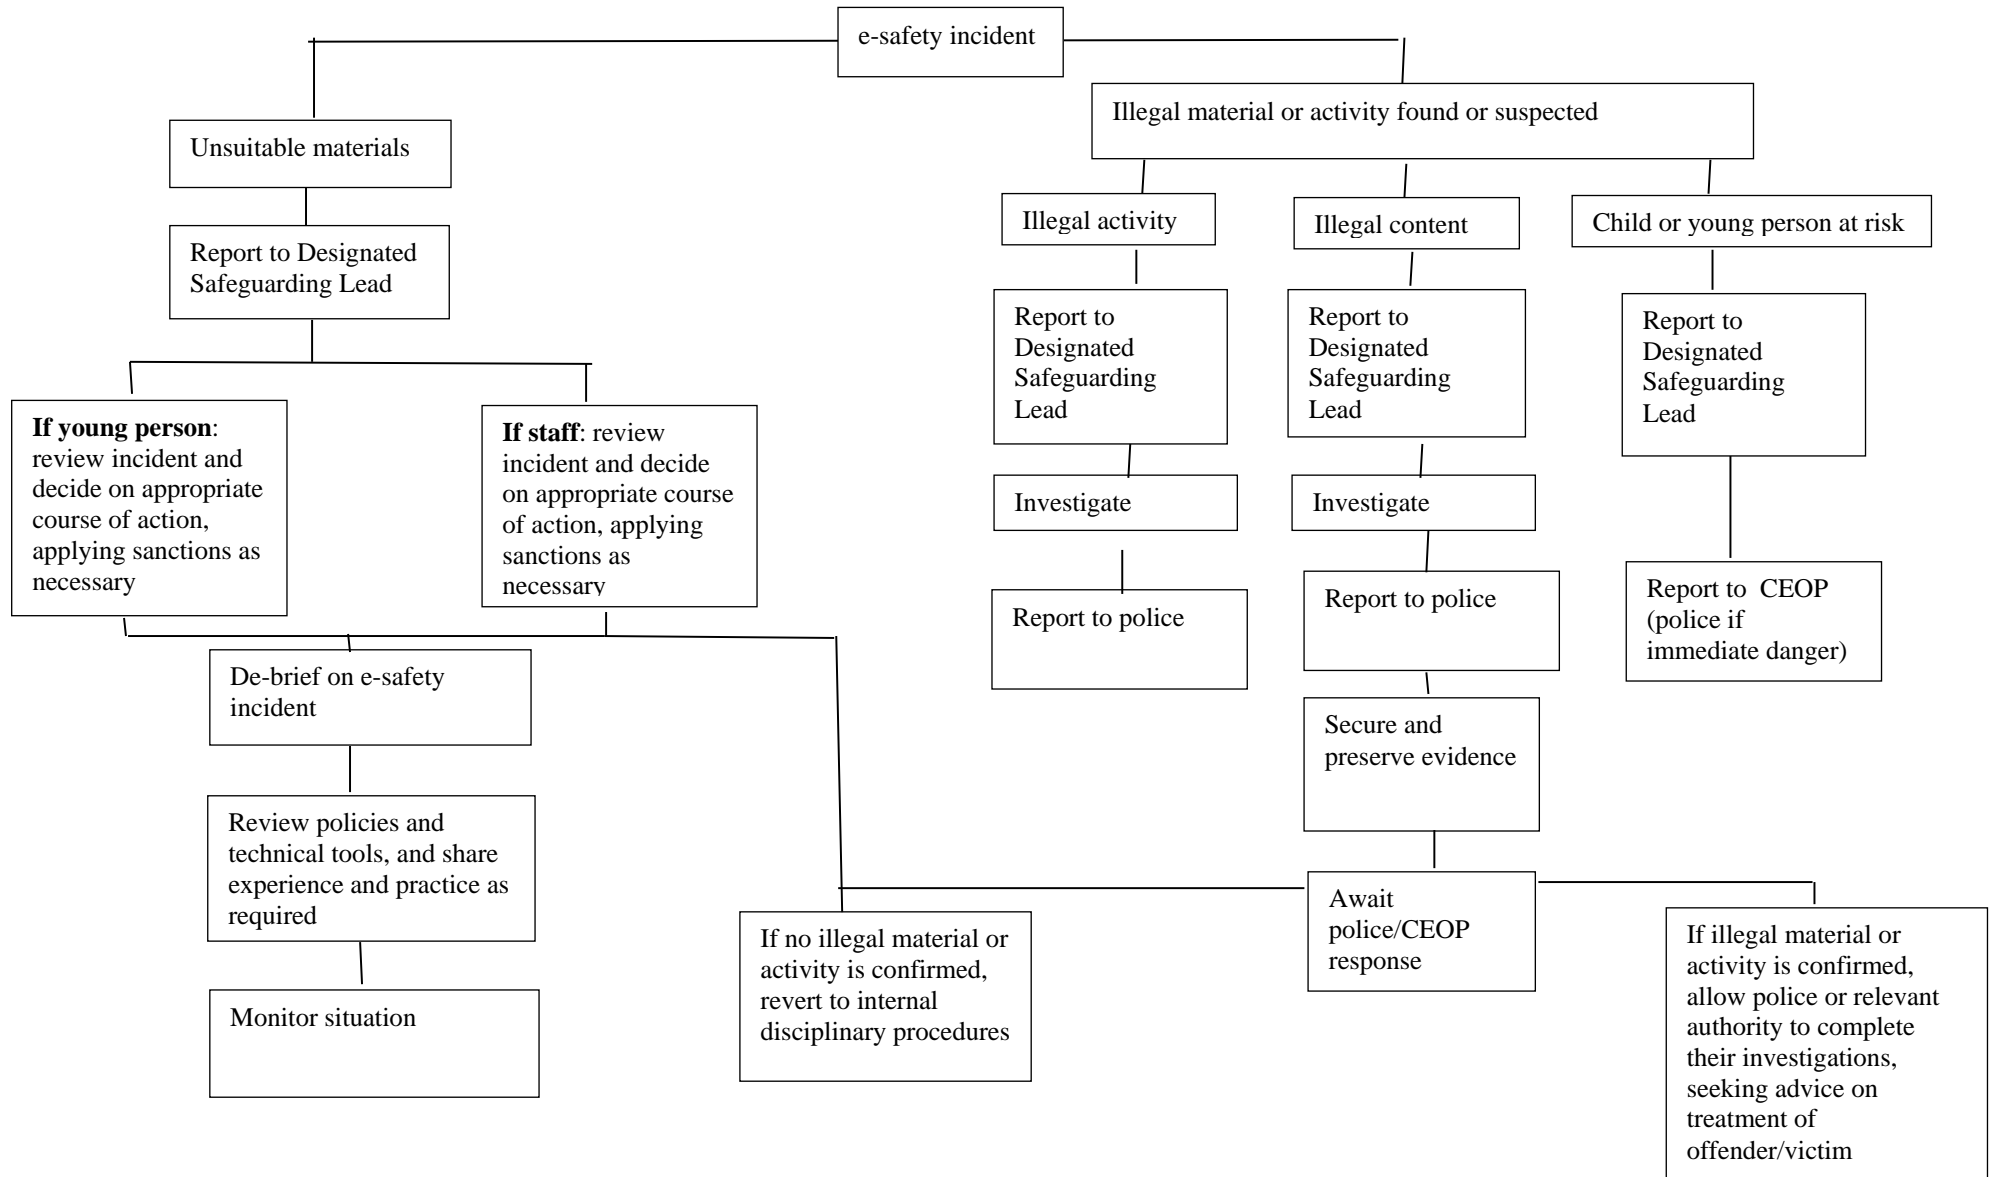 e-safety incident
Illegal material or activity found or suspected
Unsuitable materials
Report to Designated
Safeguarding Lead
If young person:
review incident and
decide on appropriate
course of action,
applying sanctions as
necessary
If staff: review
incident and decide
on appropriate course
of action, applying
sanctions as
necessary
De-brief on e-safety
incident
Review policies and
technical tools, and share
experience and practice as
required
Monitor situation
If no illegal material or
activity is confirmed,
revert to internal
disciplinary procedures
Illegal activity
Report to
Designated
Safeguarding
Lead
Investigate
Report to police
Illegal content
Report to
Designated
Safeguarding
Lead
Investigate
Report to police
Secure and
preserve evidence
Await
police/CEOP
response
Child or young person at risk
Report to
Designated
Safeguarding
Lead
Report to  CEOP
(police if
immediate danger)
If illegal material or
activity is confirmed,
allow police or relevant
authority to complete
their investigations,
seeking advice on
treatment of
offender/victim